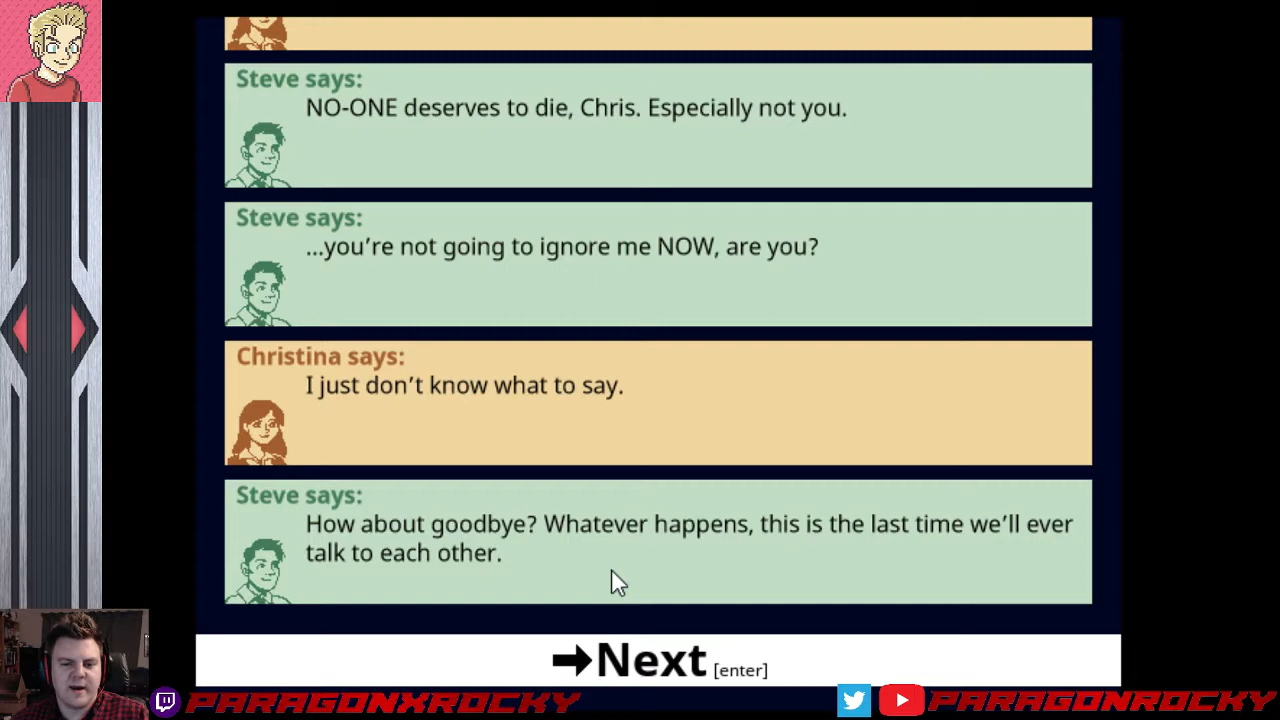 Steve says:
NO-ONE deserves to die, Chris. Especially not you.
Steve says:
...you’re not going to ignore me NOW, are you?
Christina says:
I just don’t know what to say.
Steve says:
How about goodbye? Whatever happens, this is the last time we’ll ever
talk to each other.
Next [enter]
PARAGONXROCKY
PARAGONROCKY